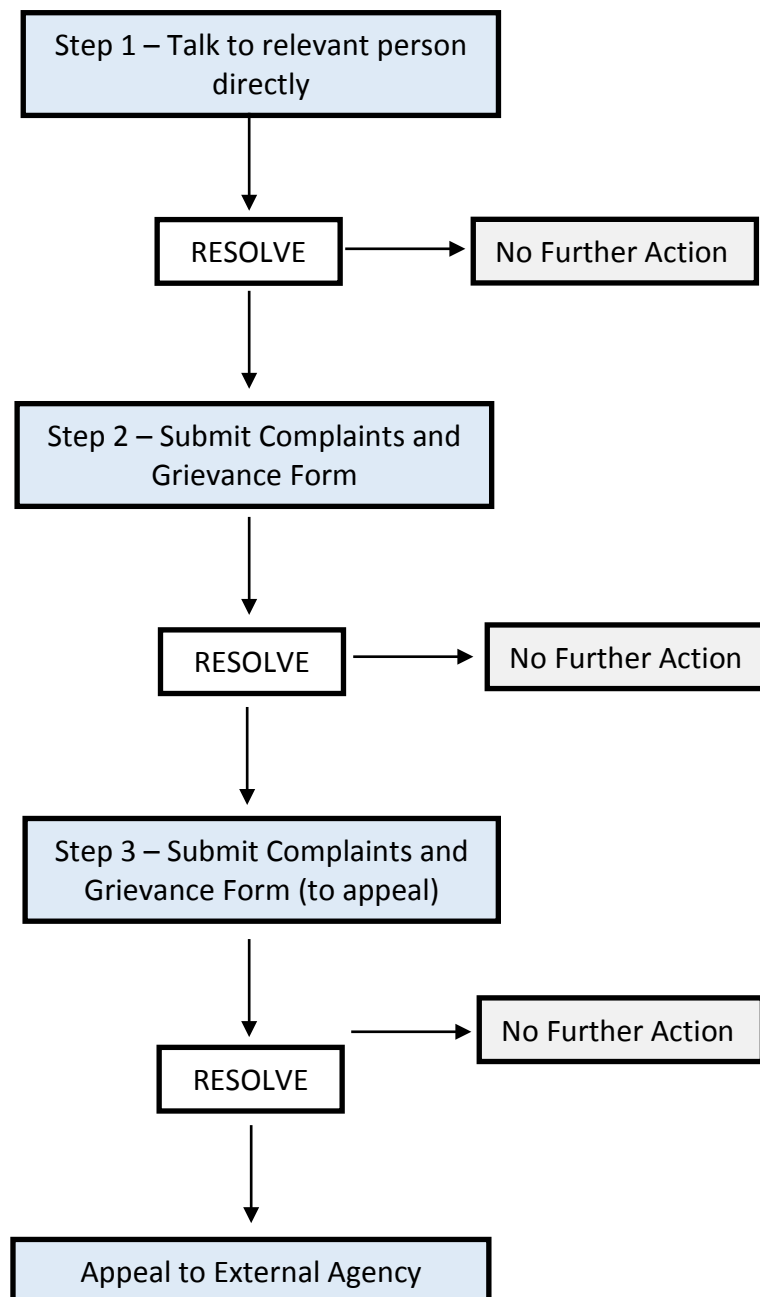 Step 1 – Talk to relevant person
directly
RESOLVE
No Further Action
Step 2 – Submit Complaints and
Grievance Form
RESOLVE
No Further Action
Step 3 – Submit Complaints and
Grievance Form (to appeal)
No Further Action
RESOLVE
Appeal to External Agency